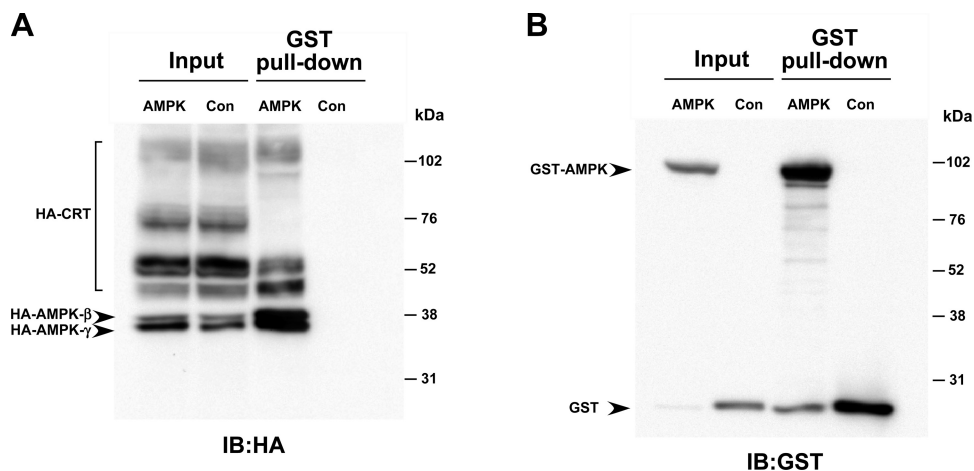 A
Input
GST
pull-down
AMPK Con AMPK Con
kDa
HA-CRT
HA-AMPK-β
HA-AMPK-γ
– 102
– 76
– 52
– 38
– 31
IB:HA
B
Input
GST
pull-down
AMPK Con AMPK Con
kDa
GST-AMPK
GST
– 102
– 76
– 52
– 38
– 31
IB:GST